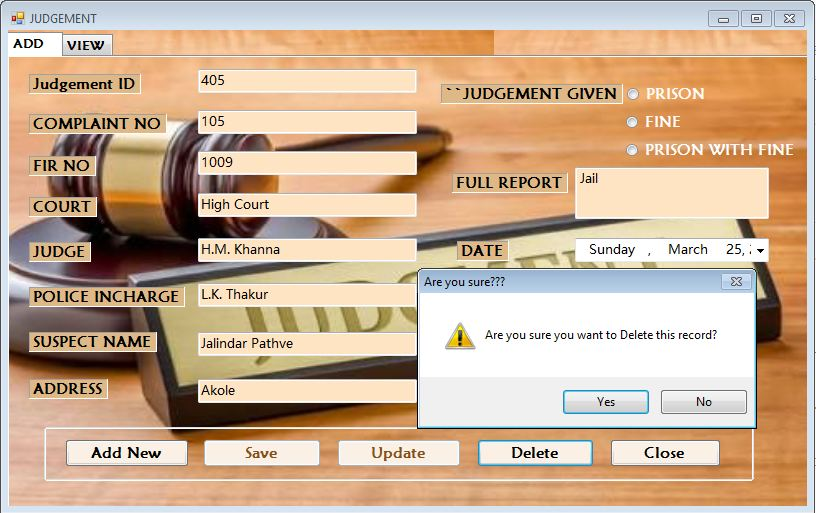 JUDGEMENT
ADD
VIEW
Judgement ID
405
COMPLAINT NO
105
FIR NO
1009
COURT
High Court
JUDGE
H.M. Khanna
POLICE INCHARGE
L.K. Thakur
SUSPECT NAME
Jalindar Pathve
ADDRESS
Akole
``JUDGEMENT GIVEN
PRISON
FINE
PRISON WITH FINE
FULL REPORT
Jail
DATE
Sunday , March 25,
Are you sure???
Are you sure you want to Delete this record?
Yes
No
Add New
Save
Update
Delete
Close